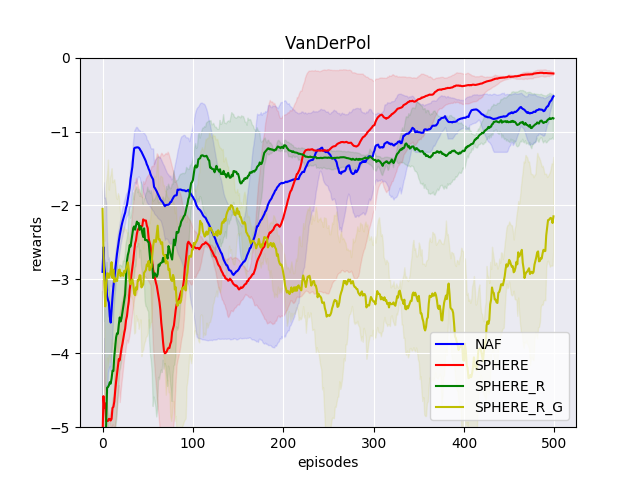 VanDerPol
rewards
0
−1
−2
−3
−4
−5
0
100
200
300
400
500
episodes
NAF
SPHERE
SPHERE_R
SPHERE_R_G